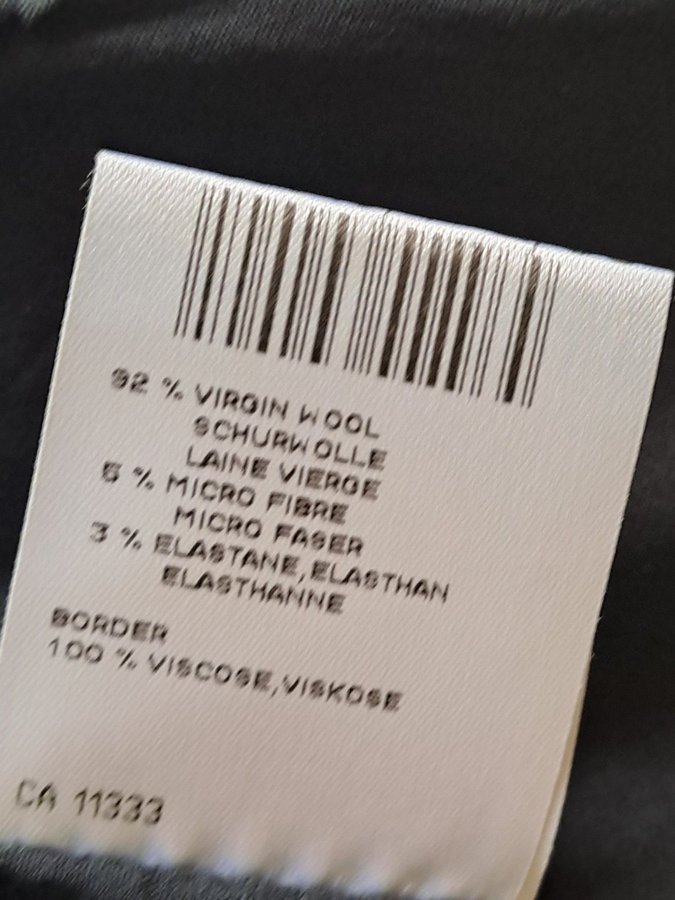 92 % VIRGIN WOOL
SCHURWOLLE
LAINE VIERGE
5 % MICRO FIBRE
MICRO FASER
3 % ELASTANE,ELASTHAN
ELASTHANNE
BORDER
100 % VISCOSE,VISKOSE
CA 11333